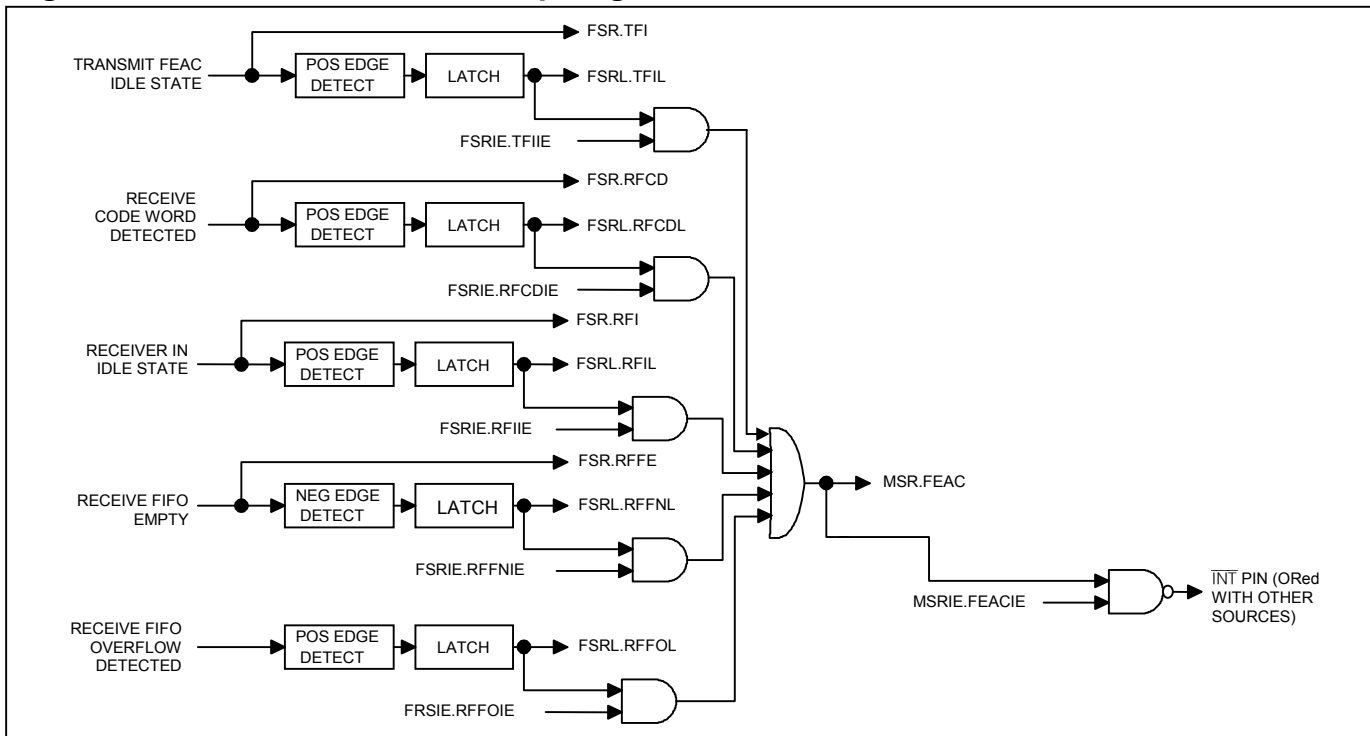 FSR.TFI
TRANSMIT FEAC
IDLE STATE
POS EDGE
DETECT
LATCH
FSRL.TFIL
FSRIE.TFIIE
FSR.RFCD
RECEIVE
CODE WORD
DETECTED
POS EDGE
DETECT
LATCH
FSRL.RFCDL
FSRIE.RFCDIE
FSR.RFI
RECEIVER IN
IDLE STATE
POS EDGE
DETECT
LATCH
FSRL.RFIL
FSRIE.RFIIE
FSR.RFFE
RECEIVE FIFO
EMPTY
NEG EDGE
DETECT
LATCH
FSRL.RFFNL
FSRIE.RFFNIE
MSR.FEAC
MSRIE.FEACIE
INT PIN (ORed
WITH OTHER
SOURCES)
RECEIVE FIFO
OVERFLOW
DETECTED
POS EDGE
DETECT
LATCH
FSRL.RFFOL
FRSIE.RFFOIE